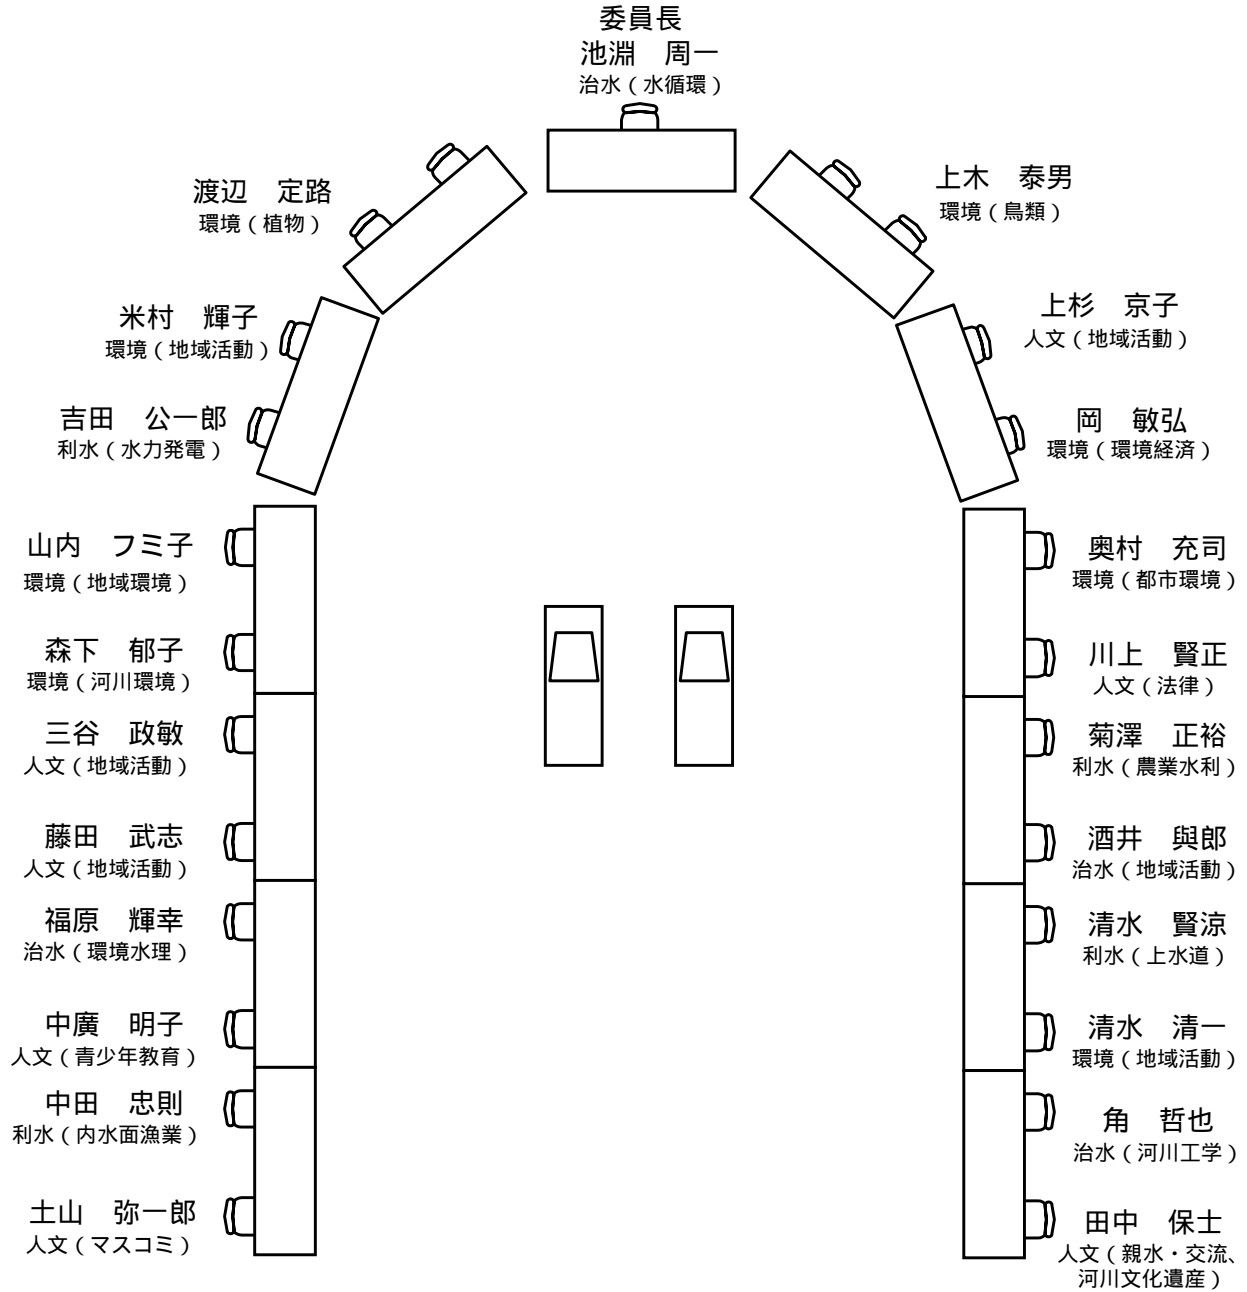 委員長
池淵　周一
治水（水循環）
渡辺　定路
環境（植物）
米村　輝子
環境（地域活動）
吉田　公一郎
利水（水力発電）
山内　フミ子
環境（地域環境）
森下　郁子
環境（河川環境）
三谷　政敏
人文（地域活動）
藤田　武志
人文（地域活動）
福原　輝幸
治水（環境水理）
中廣　明子
人文（青少年教育）
中田　忠則
利水（内水面漁業）
土山　弥一郎
人文（マスコミ）
上木　泰男
環境（鳥類）
上杉　京子
人文（地域活動）
岡　敏弘
環境（環境経済）
奥村　充司
環境（都市環境）
川上　賢正
人文（法律）
菊澤　正裕
利水（農業水利）
酒井　與郎
治水（地域活動）
清水　賢涼
利水（上水道）
清水　清一
環境（地域活動）
角　哲也
治水（河川工学）
田中　保士
人文（親水・交流、
河川文化遺産）